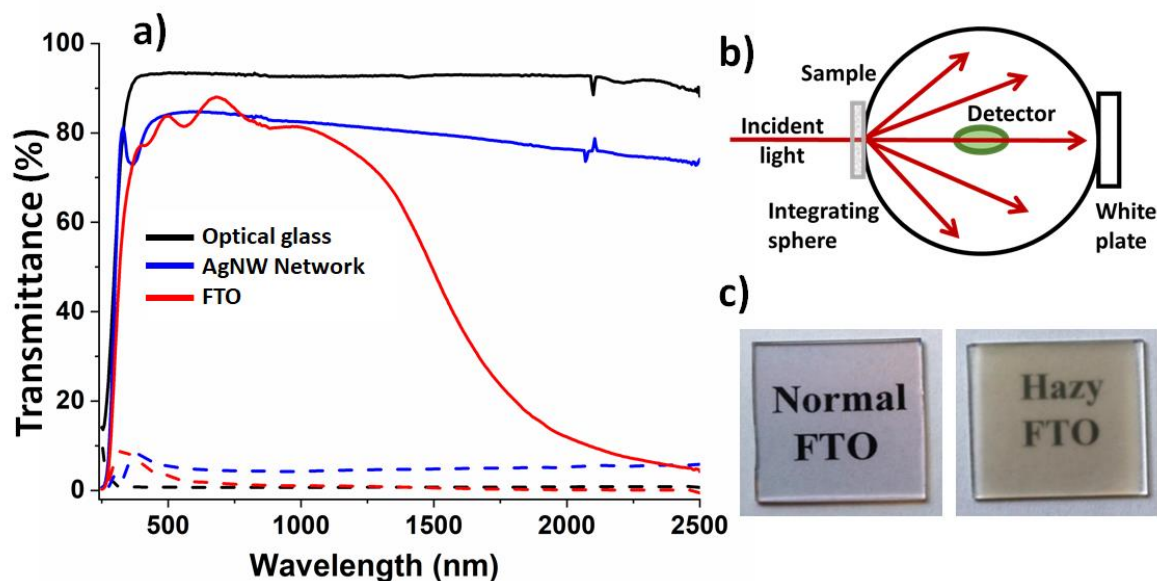 a)
Transmittance (%)
100
80
60
40
20
0
Optical glass
AgNW Network
FTO
500
1000
1500
2000
2500
Wavelength (nm)
b)
Sample
Incident
light
Detector
Integrating
sphere
White
plate
c)
Normal
FTO
Hazy
FTO